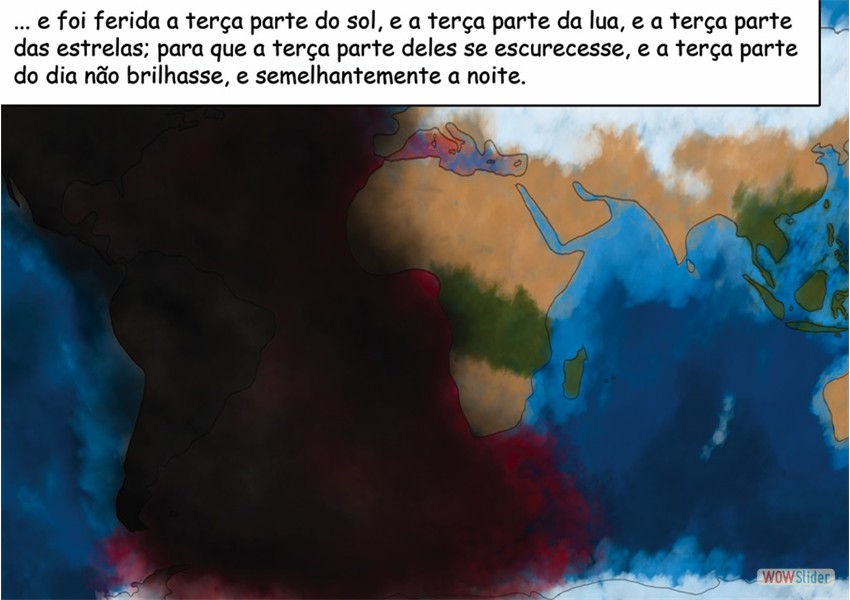 ... e foi ferida a terça parte do sol, e a terça parte da lua, e a terça parte
das estrelas; para que a terça parte deles se escurecesse, e a terça parte
do dia não brilhasse, e semelhantemente a noite.
WOWSlider